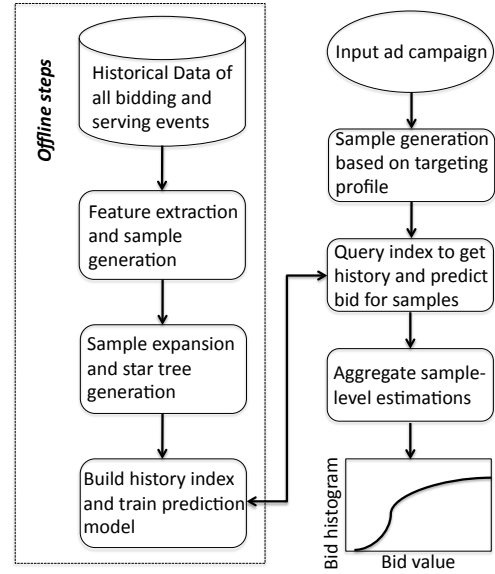 Offline steps
Historical Data of
all bidding and
serving events
Feature extraction
and sample
generation
Sample expansion
and star tree
generation
Build history index
and train prediction
model
Input ad campaign
Sample generation
based on targeting
profile
Query index to get
history and predict
bid for samples
Aggregate sample-
level estimations
Bid histogram
Bid value